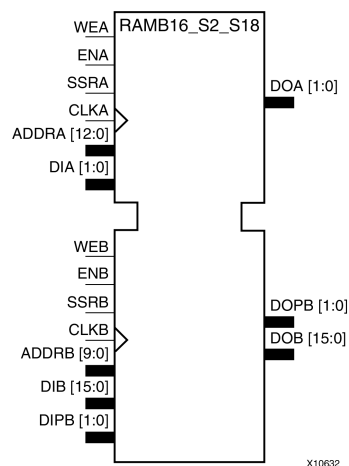 RAMB16_S2_S18
WEA
ENA
SSRA
CLKA
ADDRA [12:0]
DIA [1:0]
DOA [1:0]
WEB
ENB
SSRB
CLKB
ADDRB [9:0]
DIB [15:0]
DIPB [1:0]
DOPB [1:0]
DOB [15:0]
X10632